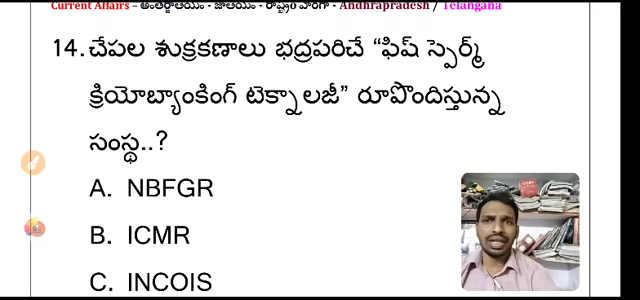 Current Affairs – అంతర్జాతీయం - జాతీయం - రాష్ట్రం వారీగా - Andhrapradesh / Telangana
14. చేపల శుక్రకణాలు భద్రపరిచే “ఫిష్ స్పెర్మ్
క్రియోబ్యాంకింగ్ టెక్నాలజీ” రూపొందిస్తున్న
సంస్థ..?
A. NBFGR
B. ICMR
C. INCOIS